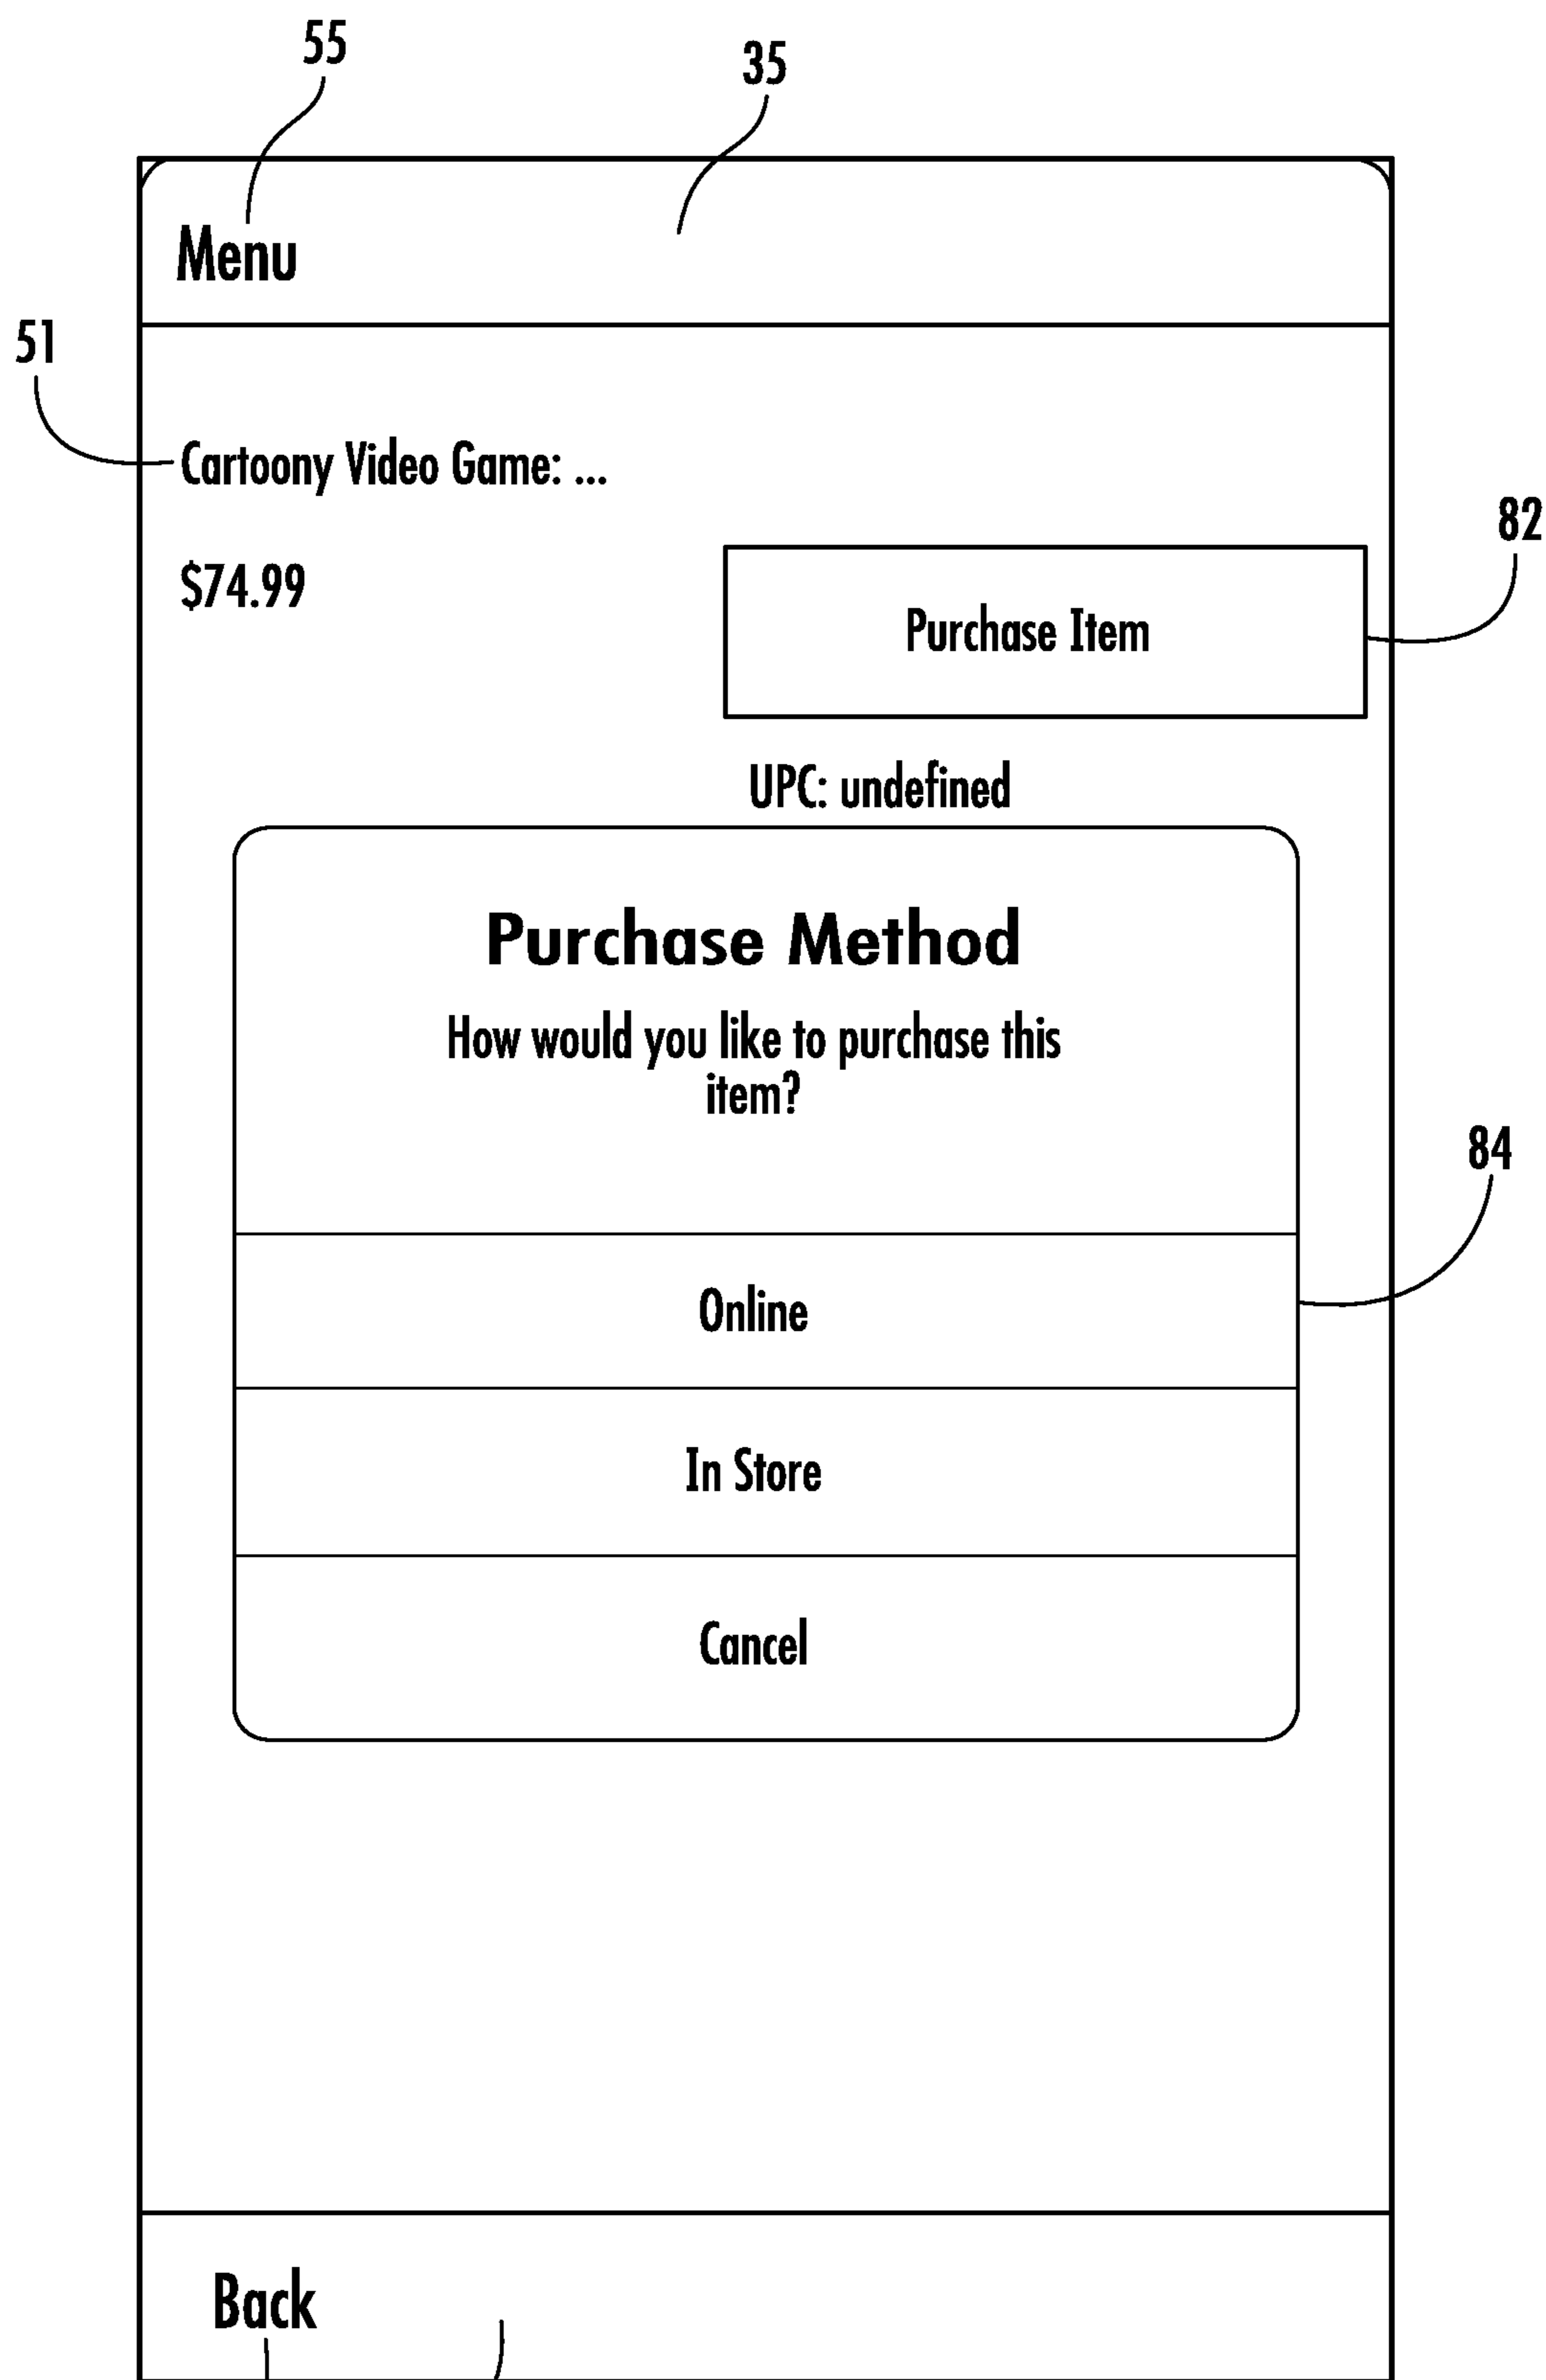 55
35
Menu
51
Cartoony Video Game: ...
82
$74.99
Purchase Item
UPC: undefined
Purchase Method
How would you like to purchase this
item?
84
Online
In Store
Cancel
Back